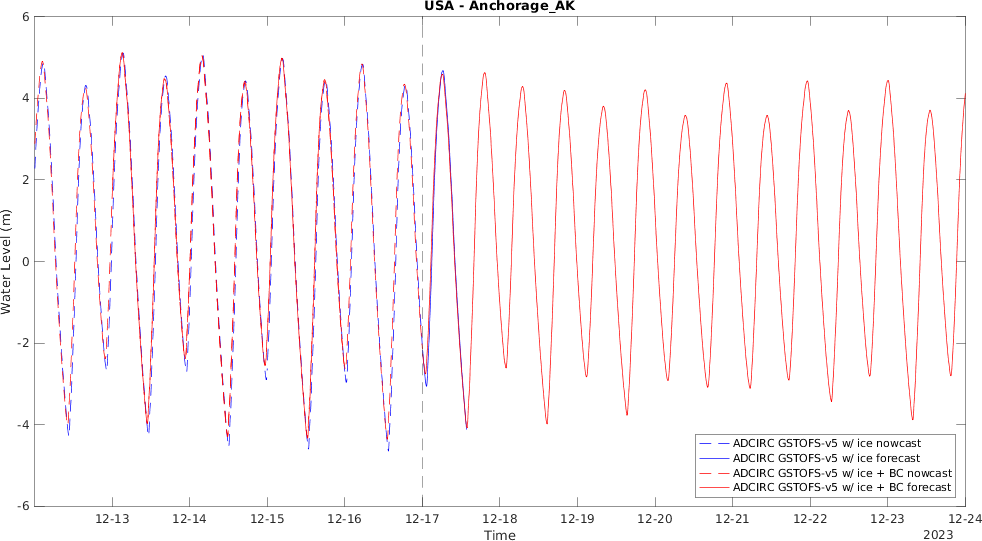 USA - Anchorage_AK
6
4
2
0
-2
-4
-6
Water Level (m)
ADCIRC GSTOFS-v5 w/ ice nowcast
ADCIRC GSTOFS-v5 w/ ice forecast
ADCIRC GSTOFS-v5 w/ ice + BC nowcast
ADCIRC GSTOFS-v5 w/ ice + BC forecast
12-13 12-14 12-15 12-16 12-17 12-18 12-19 12-20 12-21 12-22 12-23 12-24
Time
2023